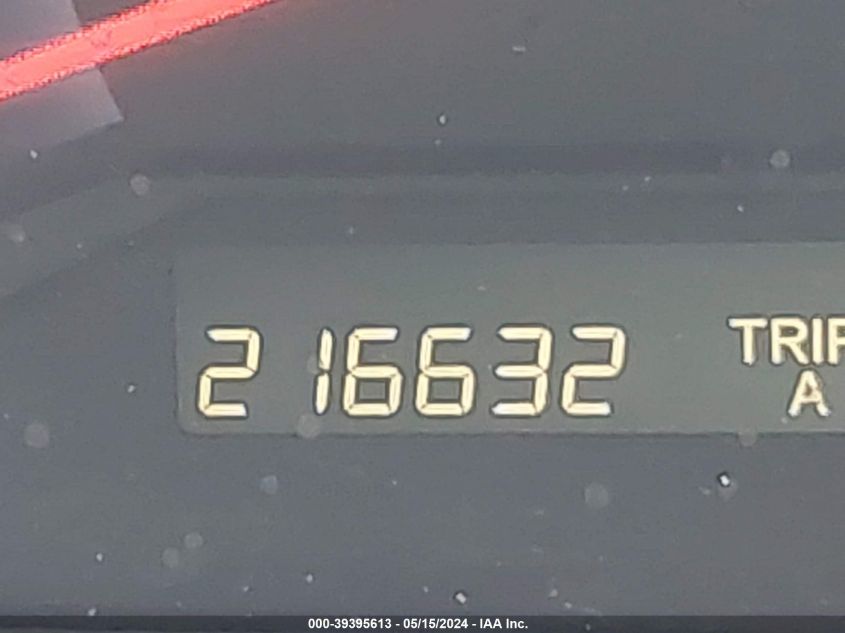 216632 TRIP
A
000-39395613 - 05/15/2024 - IAA Inc.